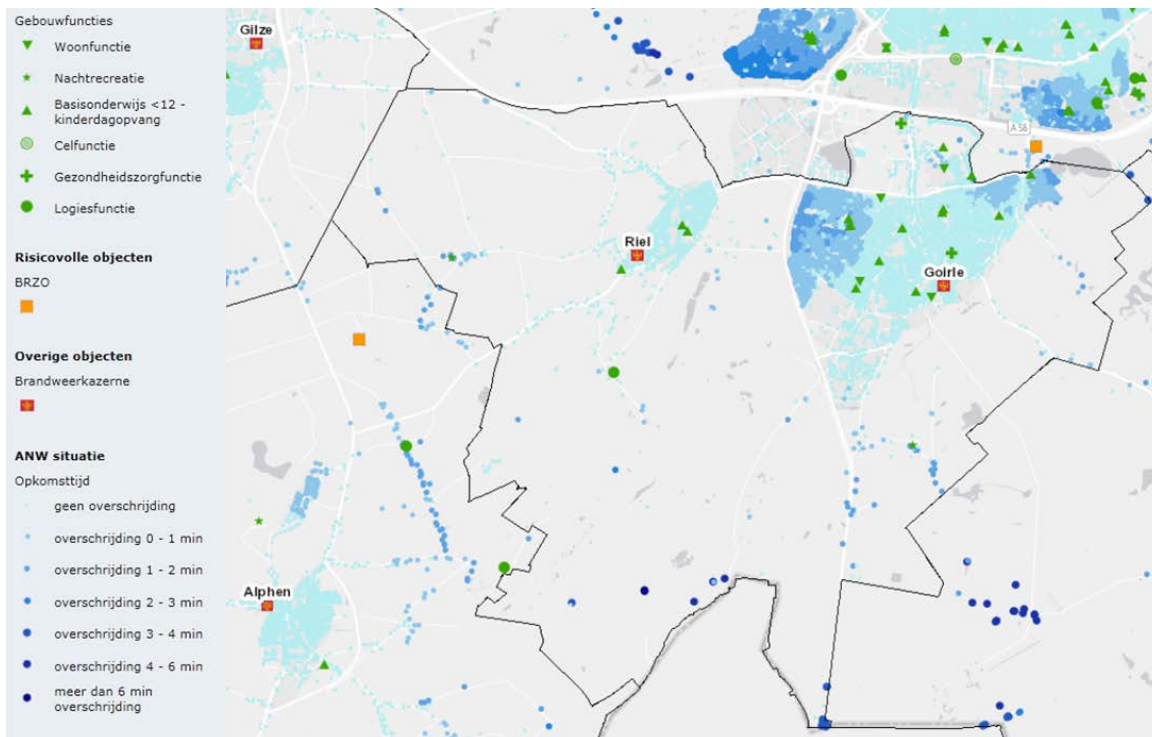 Gebouwfuncties
Woonfunctie
Nachtrecreatie
Basisonderwijs <12 -
kinderdagopvang
Celfunctie
Gezondheidszorgfunctie
Logiesfunctie
Risicovolle objecten
BRZO
Overige objecten
Brandweerkazerne
ANW situatie
Opkomsttijd
geen overschrijding
overschrijding 0 - 1 min
overschrijding 1 - 2 min
overschrijding 2 - 3 min
overschrijding 3 - 4 min
overschrijding 4 - 6 min
meer dan 6 min
overschrijding
Gilze
A 58
Riel
Goirle
Alphen